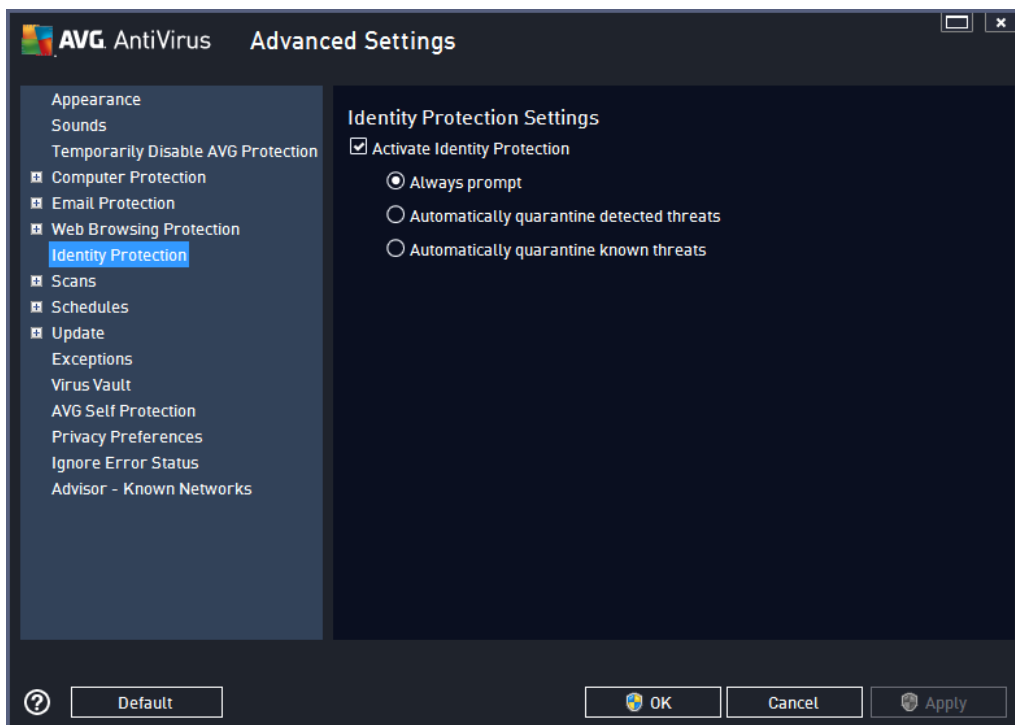 AVG AntiVirus Advanced Settings
Appearance
Sounds
Temporarily Disable AVG Protection
Computer Protection
Email Protection
Web Browsing Protection
Identity Protection
Scans
Schedules
Update
Exceptions
Virus Vault
AVG Self Protection
Privacy Preferences
Ignore Error Status
Advisor - Known Networks
Identity Protection Settings
Activate Identity Protection
Always prompt
Automatically quarantine detected threats
Automatically quarantine known threats
? Default OK Cancel Apply